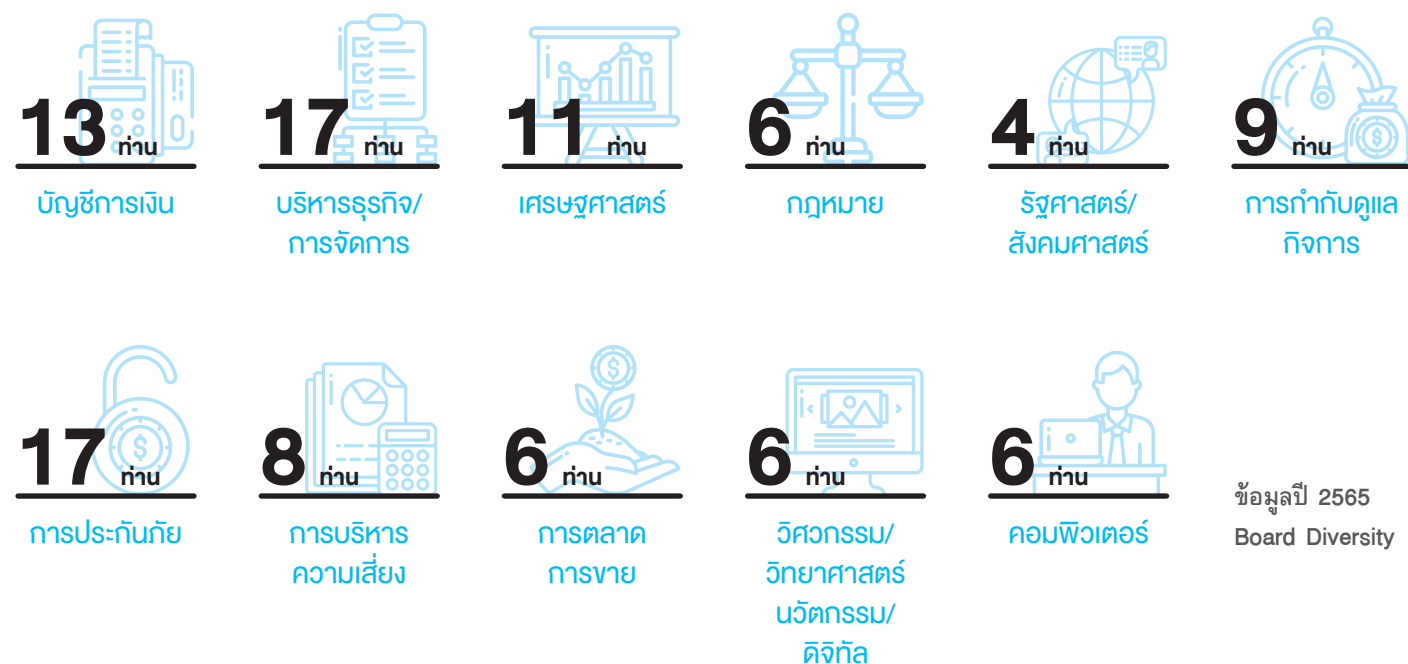 13 ท่าน
บัญชีการเงิน
17 ท่าน
บริหารธุรกิจ/
การจัดการ
11 ท่าน
เศรษฐศาสตร์
6 ท่าน
กฎหมาย
4 ท่าน
รัฐศาสตร์/
สังคมศาสตร์
9 ท่าน
การกำกับดูแล
กิจการ
17 ท่าน
การประกันภัย
8 ท่าน
การบริหาร
ความเสี่ยง
6 ท่าน
การตลาด
การขาย
6 ท่าน
วิศวกรรม/
วิทยาศาสตร์
นวัตกรรม/
ดิจิทัล
6 ท่าน
คอมพิวเตอร์
ข้อมูลปี 2565
Board Diversity